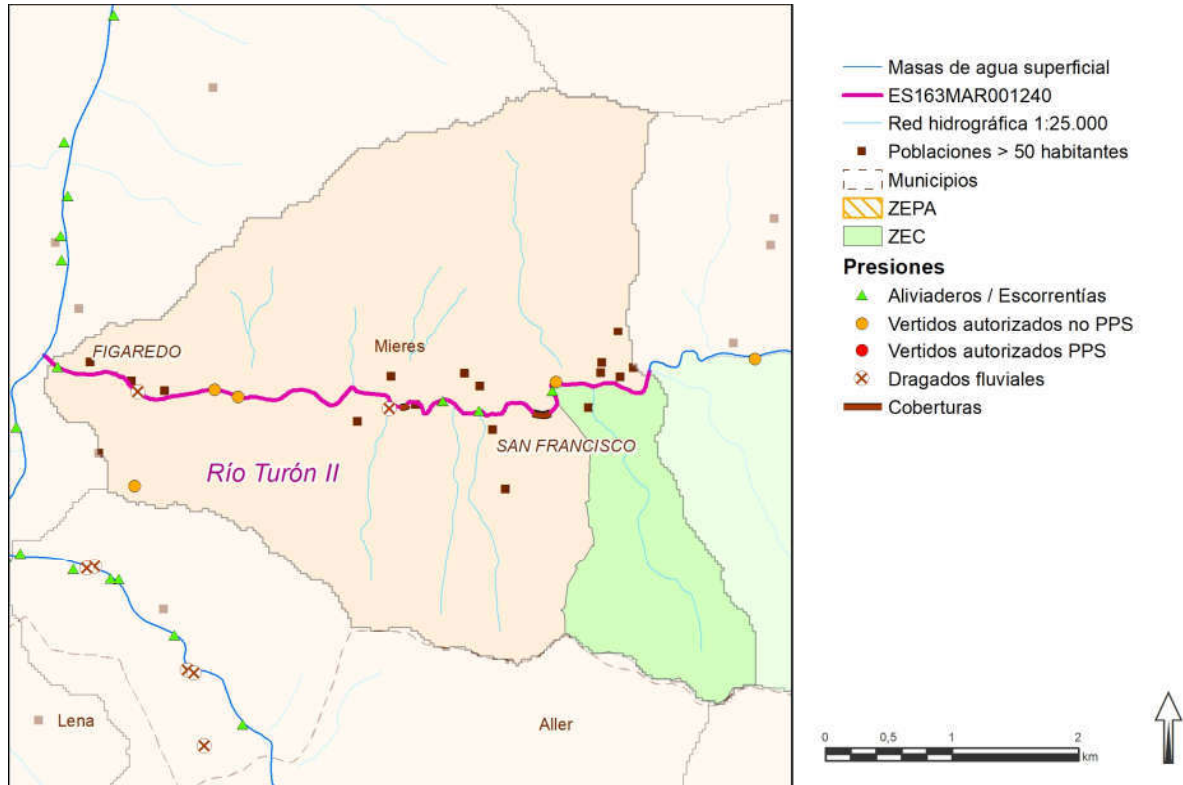 FIGAREDO
Mieres
SAN FRANCISCO
Río Turón II
Lena
Aller
Masas de agua superficial
ES163MAR001240
Red hidrográfica 1:25.000
Poblaciones > 50 habitantes
Municipios
ZEPA
ZEC
Presiones
Aliviaderos / Escorrentías
Vertidos autorizados no PPS
Vertidos autorizados PPS
Dragados fluviales
Coberturas
0 0,5 1 2
km